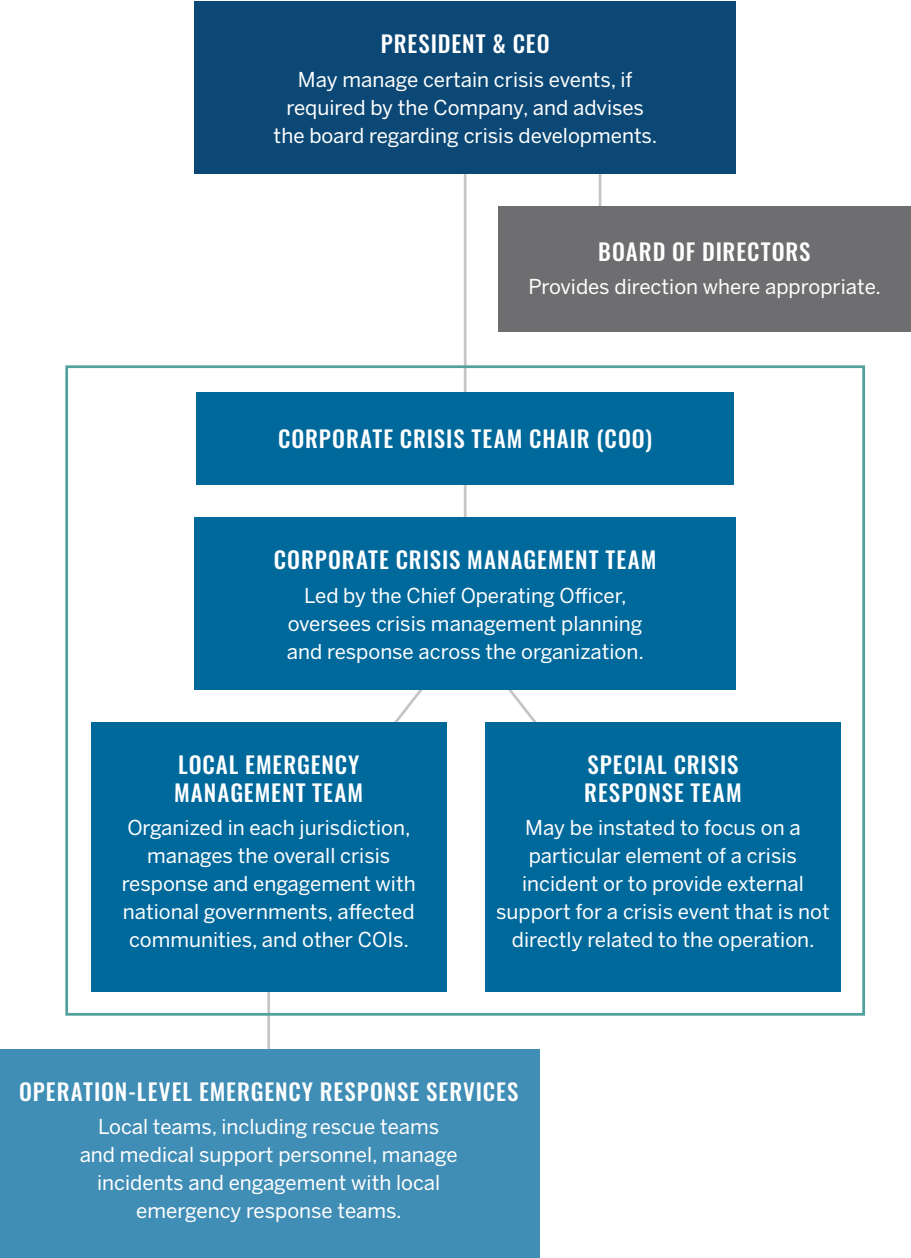 PRESIDENT & CEO
May manage certain crisis events, if
required by the Company, and advises
the board regarding crisis developments.
BOARD OF DIRECTORS
Provides direction where appropriate.
CORPORATE CRISIS TEAM CHAIR (COO)
CORPORATE CRISIS MANAGEMENT TEAM
Led by the Chief Operating Officer,
oversees crisis management planning
and response across the organization.
LOCAL EMERGENCY
MANAGEMENT TEAM
Organized in each jurisdiction,
manages the overall crisis
response and engagement with
national governments, affected
communities, and other COIs.
SPECIAL CRISIS
RESPONSE TEAM
May be instated to focus on a
particular element of a crisis
incident or to provide external
support for a crisis event that is not
directly related to the operation.
OPERATION-LEVEL EMERGENCY RESPONSE SERVICES
Local teams, including rescue teams
and medical support personnel, manage
incidents and engagement with local
emergency response teams.